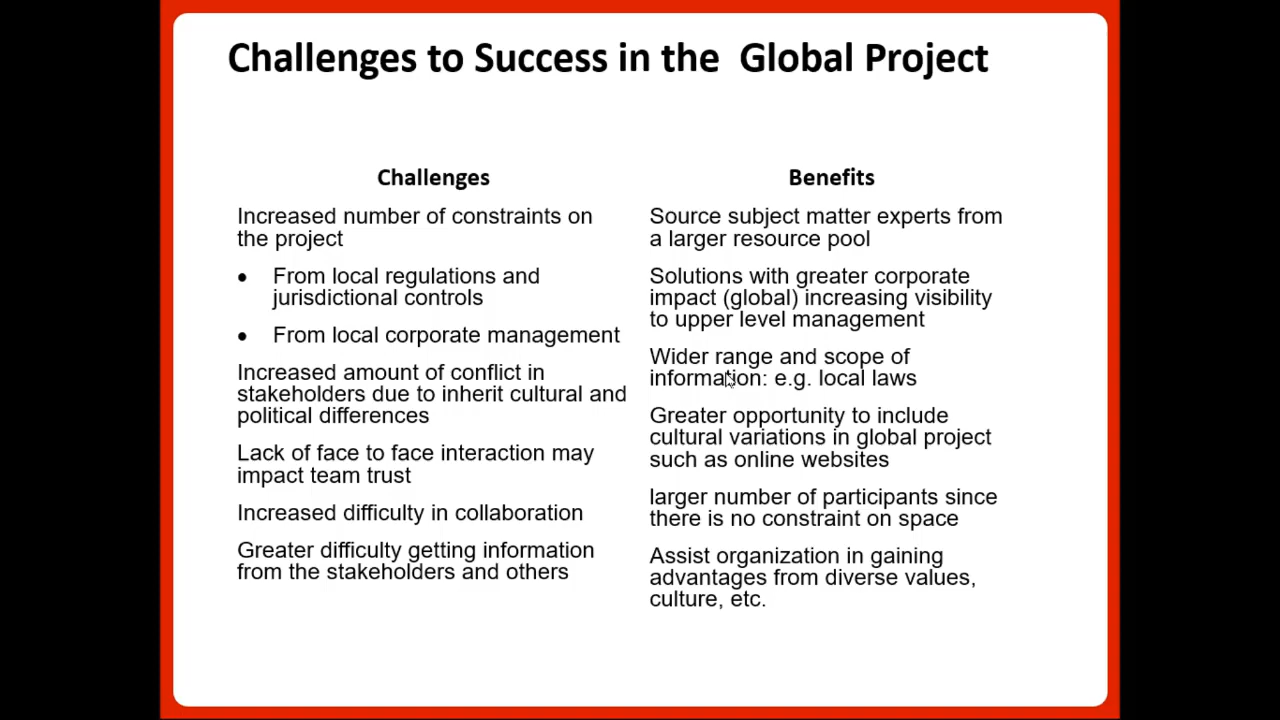 Challenges to Success in the Global Project
Challenges
Increased number of constraints on
the project
• From local regulations and
jurisdictional controls
• From local corporate management
Increased amount of conflict in
stakeholders due to inherit cultural and
political differences
Lack of face to face interaction may
impact team trust
Increased difficulty in collaboration
Greater difficulty getting information
from the stakeholders and others
Benefits
Source subject matter experts from
a larger resource pool
Solutions with greater corporate
impact (global) increasing visibility
to upper level management
Wider range and scope of
information: e.g. local laws
Greater opportunity to include
cultural variations in global project
such as online websites
larger number of participants since
there is no constraint on space
Assist organization in gaining
advantages from diverse values,
culture, etc.